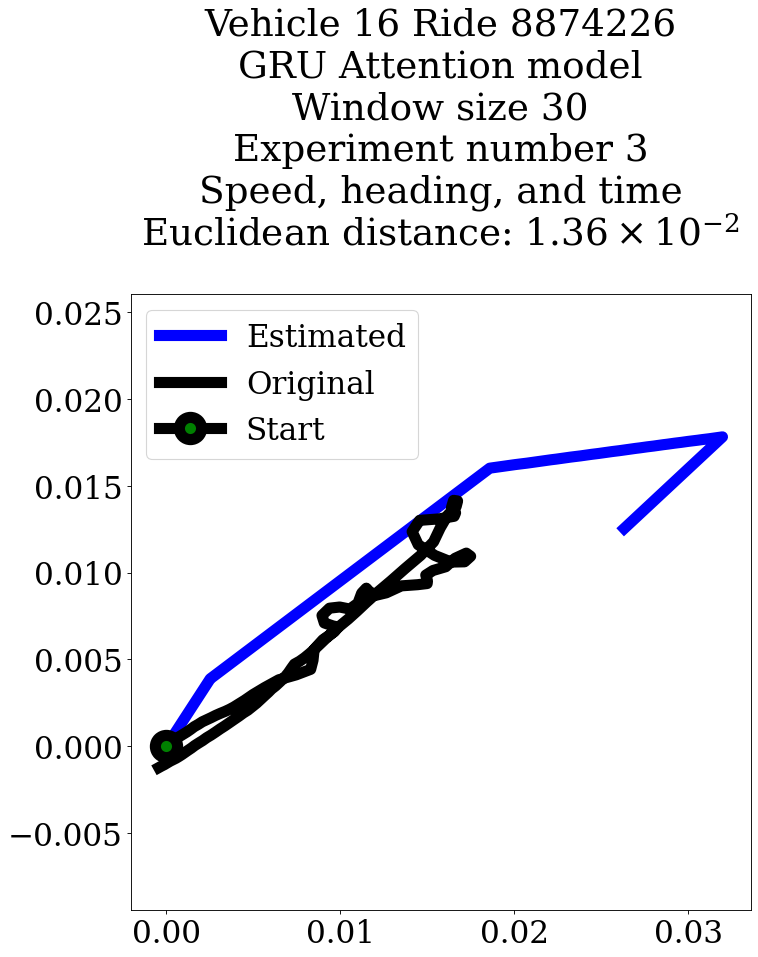 Vehicle 16 Ride 8874226
GRU Attention model
Window size 30
Experiment number 3
Speed, heading, and time
Euclidean distance: 1.36 × 10⁻²
0.025
0.020
0.015
0.010
0.005
0.000
−0.005
Estimated
Original
Start
0.00 0.01 0.02 0.03